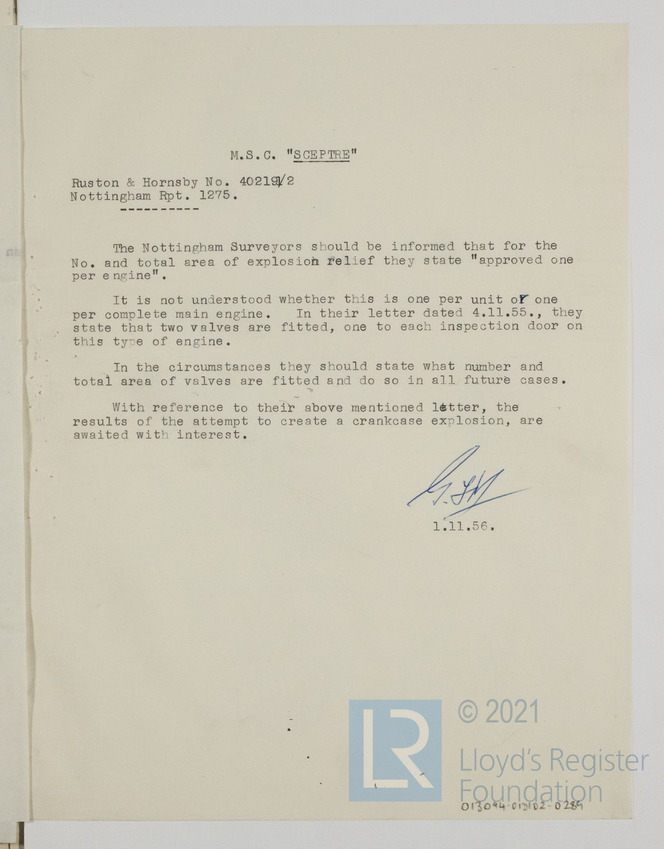 M.S.C. "SCEPTRE"
Ruston & Hornsby No. 402191/2
Nottingham Rpt. 1275.
----------
The Nottingham Surveyors should be informed that for the
No. and total area of explosion relief they state "approved one
per engine".
It is not understood whether this is one per unit or one
per complete main engine. In their letter dated 4.11.55., they
state that two valves are fitted, one to each inspection door on
this type of engine.
In the circumstances they should state what number and
total area of valves are fitted and do so in all future cases.
With reference to their above mentioned letter, the
results of the attempt to create a crankcase explosion, are
awaited with interest.
1.11.56.
LR
© 2021
Lloyd's Register
Foundation
013094-013102-0289